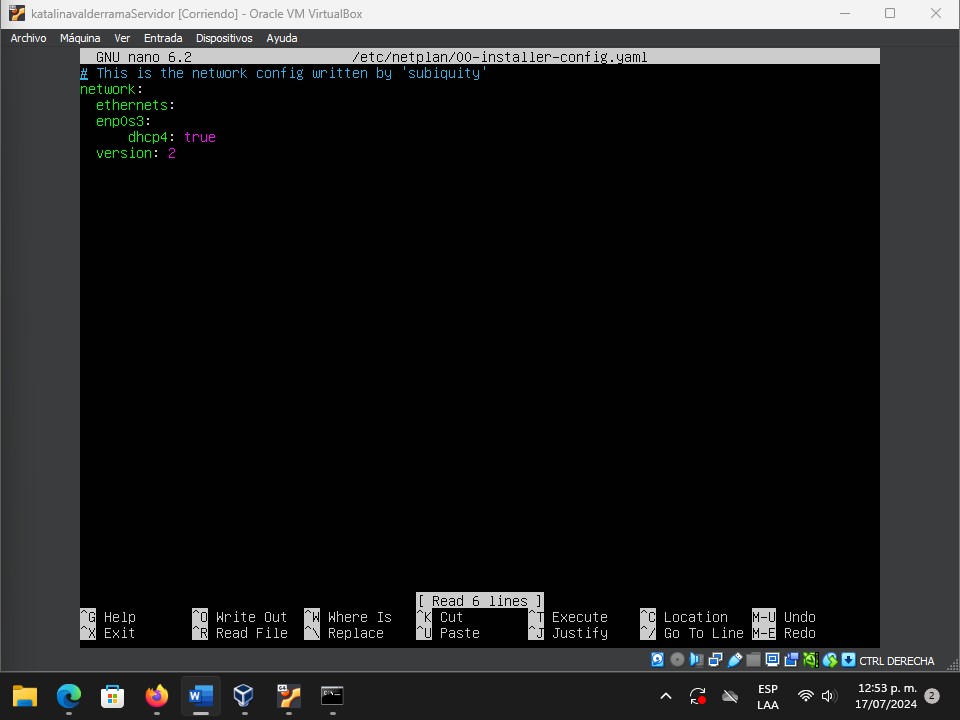 katalinavalderramaServidor [Corriendo] - Oracle VM VirtualBox
Archivo Máquina Ver Entrada Dispositivos Ayuda
GNU nano 6.2 /etc/netplan/00-installer-config.yaml
# This is the network config written by 'subiquity'
network:
  ethernets:
  enp0s3:
      dhcp4: true
  version: 2
[ Read 6 lines ]
^G Help ^O Write Out ^W Where Is ^K Cut ^T Execute ^C Location M-U Undo
^X Exit ^R Read File ^\ Replace ^U Paste ^J Justify ^/ Go To Line M-E Redo
CTRL DERECHA
ESP
LAA
12:53 p. m.
17/07/2024
2